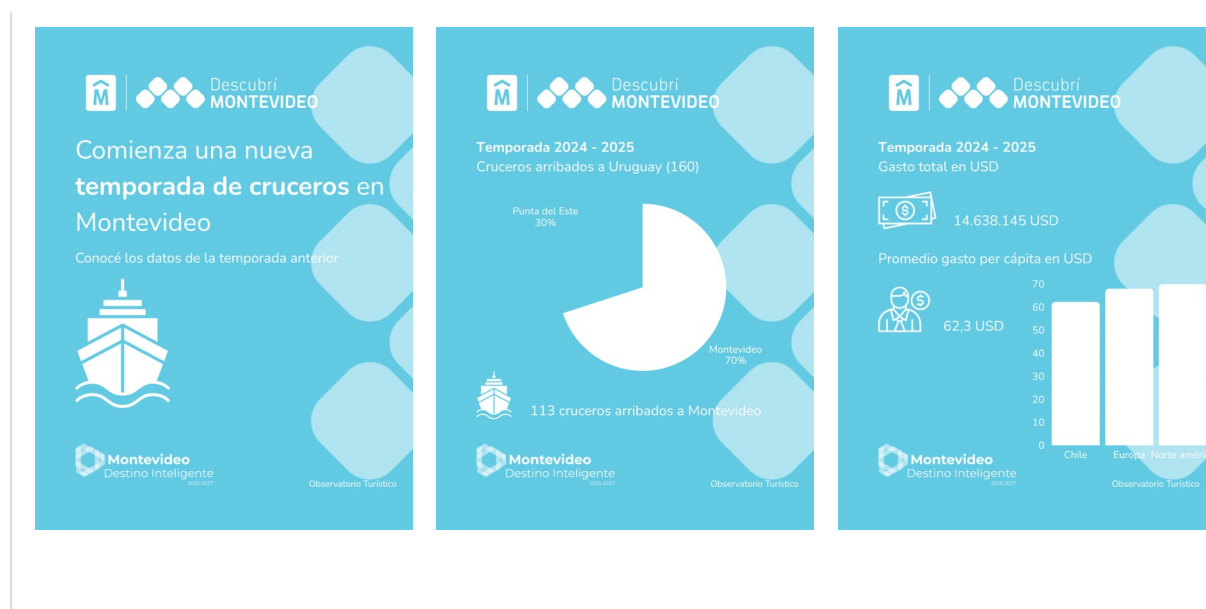 Descubrí
MONTEVIDEO
Comienza una nueva
temporada de cruceros en
Montevideo
Conocé los datos de la temporada anterior
Montevideo
Destino Inteligente
Observatorio Turístico
Descubrí
MONTEVIDEO
Temporada 2024 - 2025
Cruceros arribados a Uruguay (160)
Punta del Este
30%
Montevideo
70%
113 cruceros arribados a Montevideo
Montevideo
Destino Inteligente
Observatorio Turístico
Descubrí
MONTEVIDEO
Temporada 2024 - 2025
Gasto total en USD
14.638.145 USD
Promedio gasto per cápita en USD
62,3 USD
70
60
50
40
30
20
10
0
Chile
Europa
Norte améri
Montevideo
Destino Inteligente
Observatorio Turístico